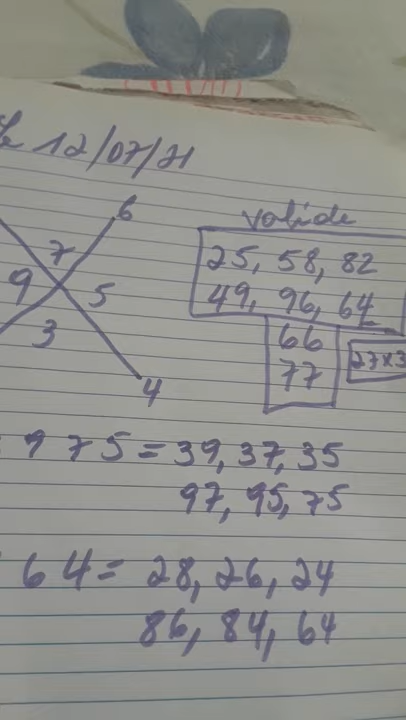 12/07/21
6
7
valide
9 5
25, 58, 82
49, 96, 64
3
66
4
77
27x3
975 = 39, 37, 35
97, 95, 75
64 = 28, 26, 24
86, 84, 64